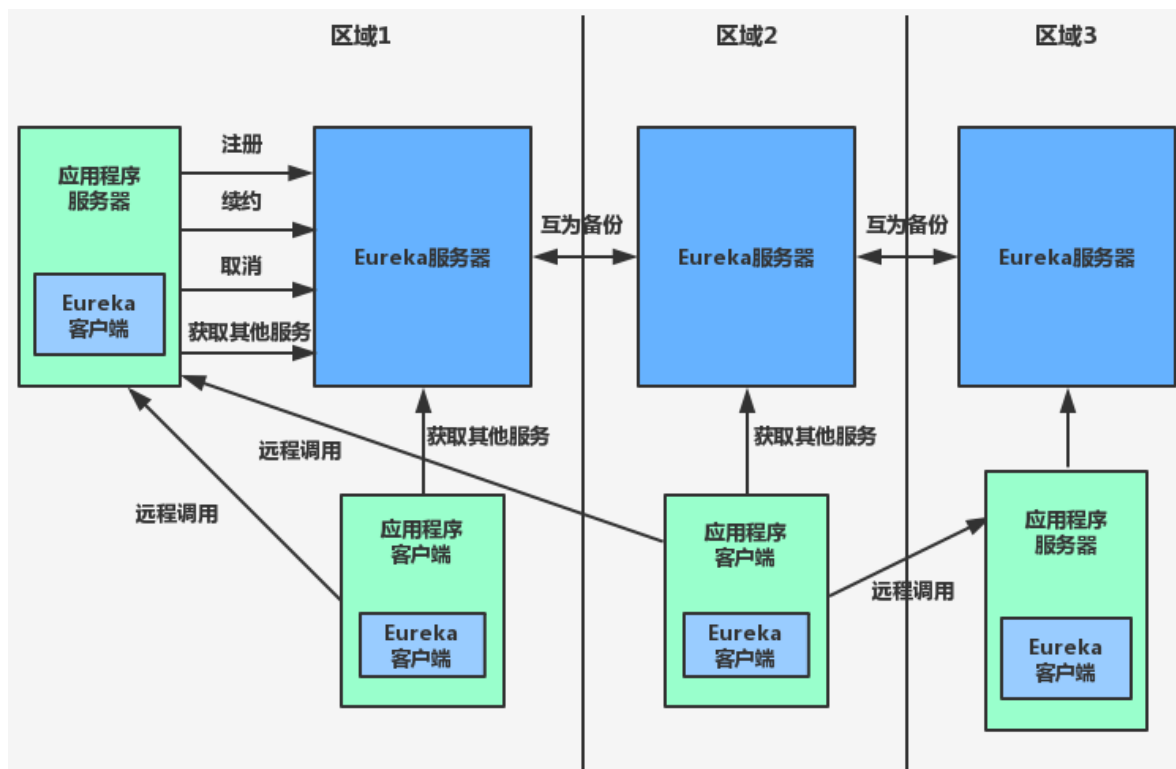 区域1
区域2
区域3
应用程序
服务器
Eureka
客户端
注册
续约
取消
获取其他服务
Eureka服务器
互为备份
Eureka服务器
互为备份
Eureka服务器
远程调用
远程调用
获取其他服务
获取其他服务
应用程序
客户端
Eureka
客户端
应用程序
客户端
Eureka
客户端
远程调用
应用程序
服务器
Eureka
客户端